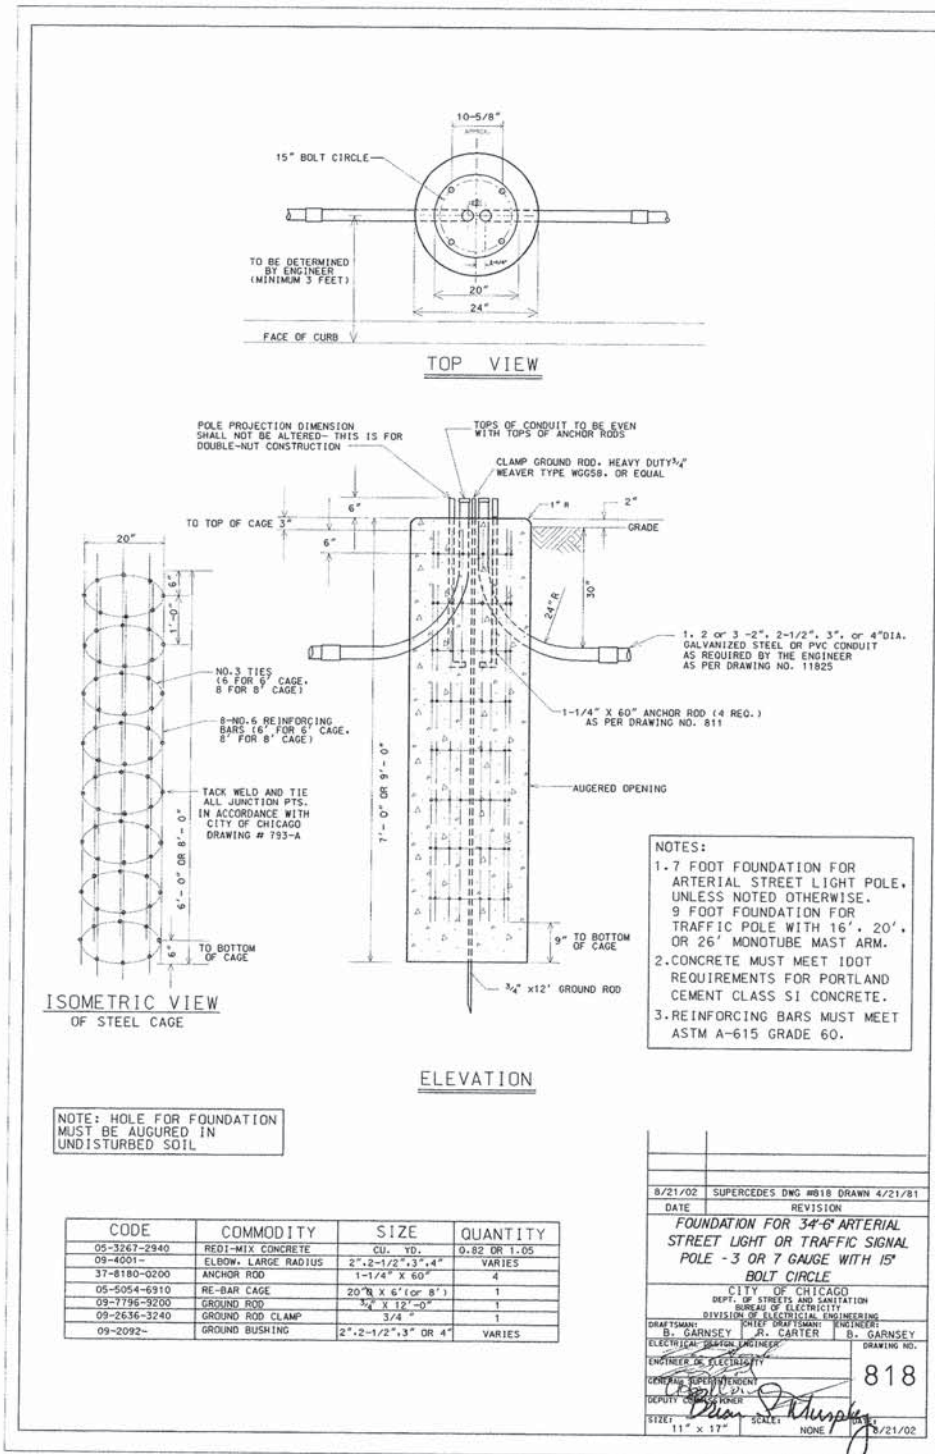 10-5/8"
APPROX.
15" BOLT CIRCLE
TO BE DETERMINED
BY ENGINEER
(MINIMUM 3 FEET)
20"
24"
FACE OF CURB
TOP VIEW
POLE PROJECTION DIMENSION
SHALL NOT BE ALTERED- THIS IS FOR
DOUBLE-NUT CONSTRUCTION
TOPS OF CONDUIT TO BE EVEN
WITH TOPS OF ANCHOR RODS
CLAMP GROUND ROD, HEAVY DUTY 3/4"
WEAVER TYPE WGG58, OR EQUAL
6"
1" R
2"
TO TOP OF CAGE 3"
GRADE
6"
20"
6"
1'-0"
30"
24" R
1, 2 or 3 -2", 2-1/2", 3", or 4"DIA.
GALVANIZED STEEL OR PVC CONDUIT
AS REQUIRED BY THE ENGINEER
AS PER DRAWING NO. 11825
NO.3 TIES
(6 FOR 6' CAGE,
8 FOR 8' CAGE)
8-NO.6 REINFORCING
BARS (6' FOR 6' CAGE,
8' FOR 8' CAGE)
1-1/4" X 60" ANCHOR ROD (4 REQ.)
AS PER DRAWING NO. 811
7'-0" OR 9'-0"
AUGERED OPENING
TACK WELD AND TIE
ALL JUNCTION PTS.
IN ACCORDANCE WITH
CITY OF CHICAGO
DRAWING # 793-A
6'-0" OR 8'-0"
6"
TO BOTTOM
OF CAGE
9" TO BOTTOM
OF CAGE
3/4" x12' GROUND ROD
ISOMETRIC VIEW
OF STEEL CAGE
ELEVATION
NOTES:
1.7 FOOT FOUNDATION FOR
ARTERIAL STREET LIGHT POLE,
UNLESS NOTED OTHERWISE.
9 FOOT FOUNDATION FOR
TRAFFIC POLE WITH 16', 20',
OR 26' MONOTUBE MAST ARM.
2.CONCRETE MUST MEET IDOT
REQUIREMENTS FOR PORTLAND
CEMENT CLASS SI CONCRETE.
3.REINFORCING BARS MUST MEET
ASTM A-615 GRADE 60.
NOTE: HOLE FOR FOUNDATION
MUST BE AUGURED IN
UNDISTURBED SOIL
CODE COMMODITY SIZE QUANTITY
05-3267-2940 REDI-MIX CONCRETE CU. YD. 0.82 OR 1.05
09-4001- ELBOW, LARGE RADIUS 2",2-1/2",3",4" VARIES
37-8180-0200 ANCHOR ROD 1-1/4" X 60" 4
05-5054-6910 RE-BAR CAGE 20" X 6'(or 8') 1
09-7796-9200 GROUND ROD 3/4" X 12'-0" 1
09-2636-3240 GROUND ROD CLAMP 3/4 " 1
09-2092- GROUND BUSHING 2",2-1/2",3" OR 4" VARIES
8/21/02 SUPERCEDES DWG #818 DRAWN 4/21/81
DATE REVISION
FOUNDATION FOR 34'-6" ARTERIAL
STREET LIGHT OR TRAFFIC SIGNAL
POLE - 3 OR 7 GAUGE WITH 15"
BOLT CIRCLE
CITY OF CHICAGO
DEPT. OF STREETS AND SANITATION
BUREAU OF ELECTRICITY
DIVISION OF ELECTRICIAL ENGINEERING
DRAFTSMAN: CHIEF DRAFTSMAN: ENGINEER:
B. GARNSEY R. CARTER B. GARNSEY
ELECTRICAL DESIGN ENGINEER
DRAWING NO.
ENGINEER OF ELECTRICITY
818
GENERAL SUPERINTENDENT
DEPUTY COMMISSIONER
Brian Murphy
SIZE: SCALE: DATE:
11" x 17" NONE 8/21/02